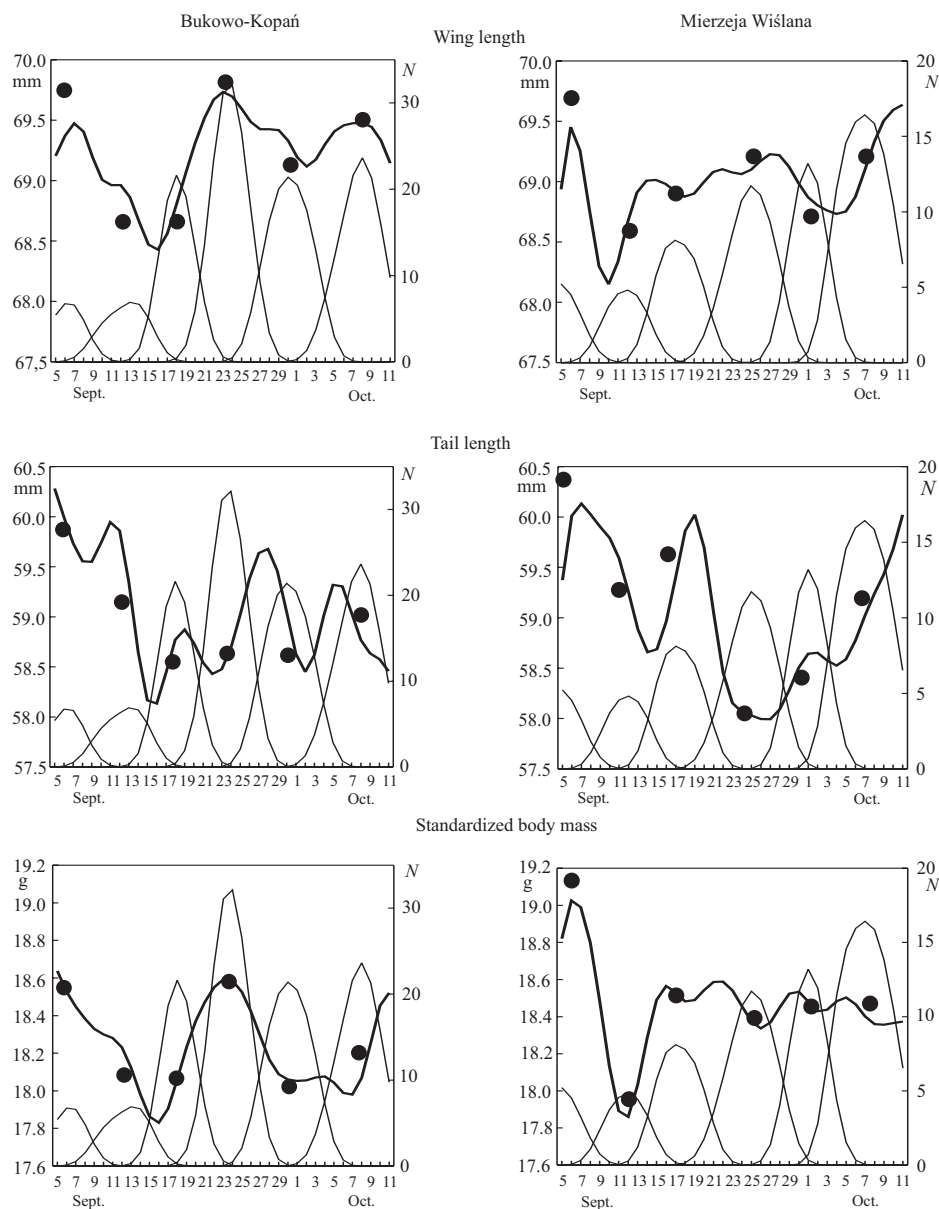 Bukowo-Kopań Mierzeja Wiślana
Wing length
70.0 N 70.0 20
mm mm N
69.5 30 69.5 15
69.0 20 69.0
68.5 68.5 10
68.0 10 68.0 5
67,5 0 67.5 0
5 7 9 11 13 15 17 19 21 23 25 27 29 1 3 5 7 9 11 5 7 9 11 13 15 17 19 21 23 25 27 29 1 3 5 7 9 11
Sept. Oct. Sept. Oct.
Tail length
60.5 N 60.5 20
mm mm N
60.0 30 60.0 15
59.5 59.5
59.0 20 59.0 10
58.5 10 58.5 5
58.0 58.0
57.5 0 57.5 0
5 7 9 11 13 15 17 19 21 23 25 27 29 1 3 5 7 9 11 5 7 9 11 13 15 17 19 21 23 25 27 29 1 3 5 7 9 11
Sept. Oct. Sept. Oct.
Standardized body mass
19.2 N 19.2 20
g g N
19.0 30 19.0
18.8 18.8 15
18.6 20 18.6
18.4 18.4 10
18.2 10 18.2
18.0 18.0 5
17.8 17.8
17.6 0 17.6 0
5 7 9 11 13 15 17 19 21 23 25 27 29 1 3 5 7 9 11 5 7 9 11 13 15 17 19 21 23 25 27 29 1 3 5 7 9 11
Sept. Oct. Sept. Oct.